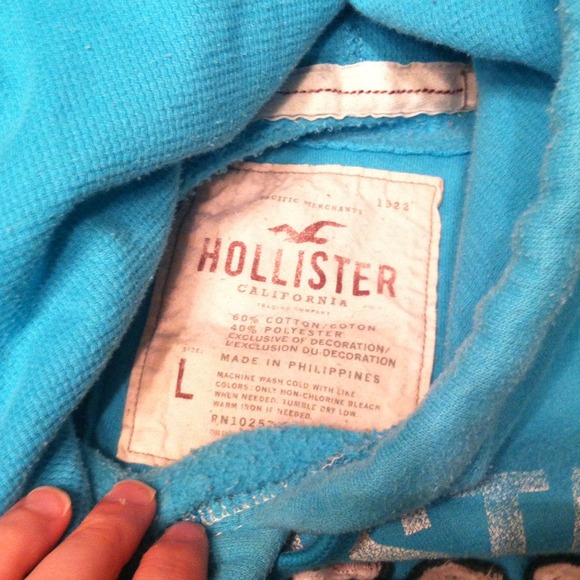 PACIFIC MERCHANTS 1922
HOLLISTER
CALIFORNIA
TRADING COMPANY
60% COTTON/COTON
40% POLYESTER
EXCLUSIVE OF DECORATION/
L'EXCLUSION DU DECORATION
SIZE:
L
MADE IN PHILIPPINES
MACHINE WASH COLD WITH LIKE
COLORS. ONLY NON-CHLORINE BLEACH
WHEN NEEDED. TUMBLE DRY LOW.
WARM IRON IF NEEDED.